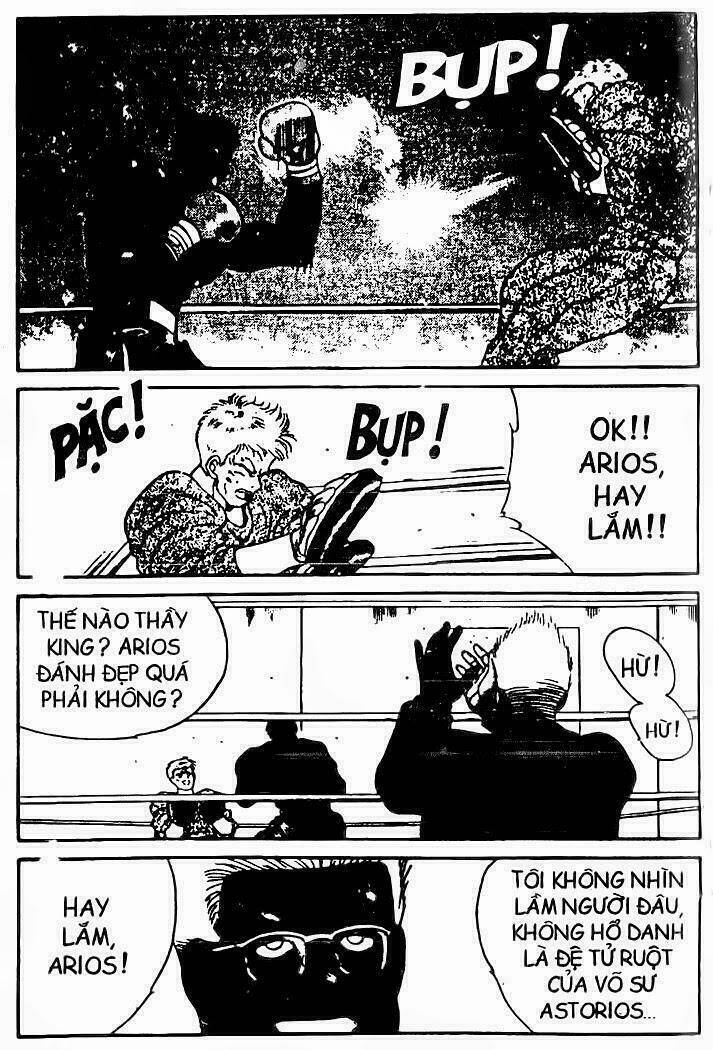 BỤP!
PẶC!
BỤP!
OK!!
ARIOS,
HAY
LẮM!!
THẾ NÀO THẦY
KING? ARIOS
ĐÁNH ĐẸP QUÁ
PHẢI KHÔNG?
HỪ!
HỪ!
HAY
LẮM,
ARIOS!
TÔI KHÔNG NHÌN
LẦM NGƯỜI ĐÂU,
KHÔNG HỔ DANH
LÀ ĐỆ TỬ RUỘT
CỦA VÕ SƯ
ASTORIOS...